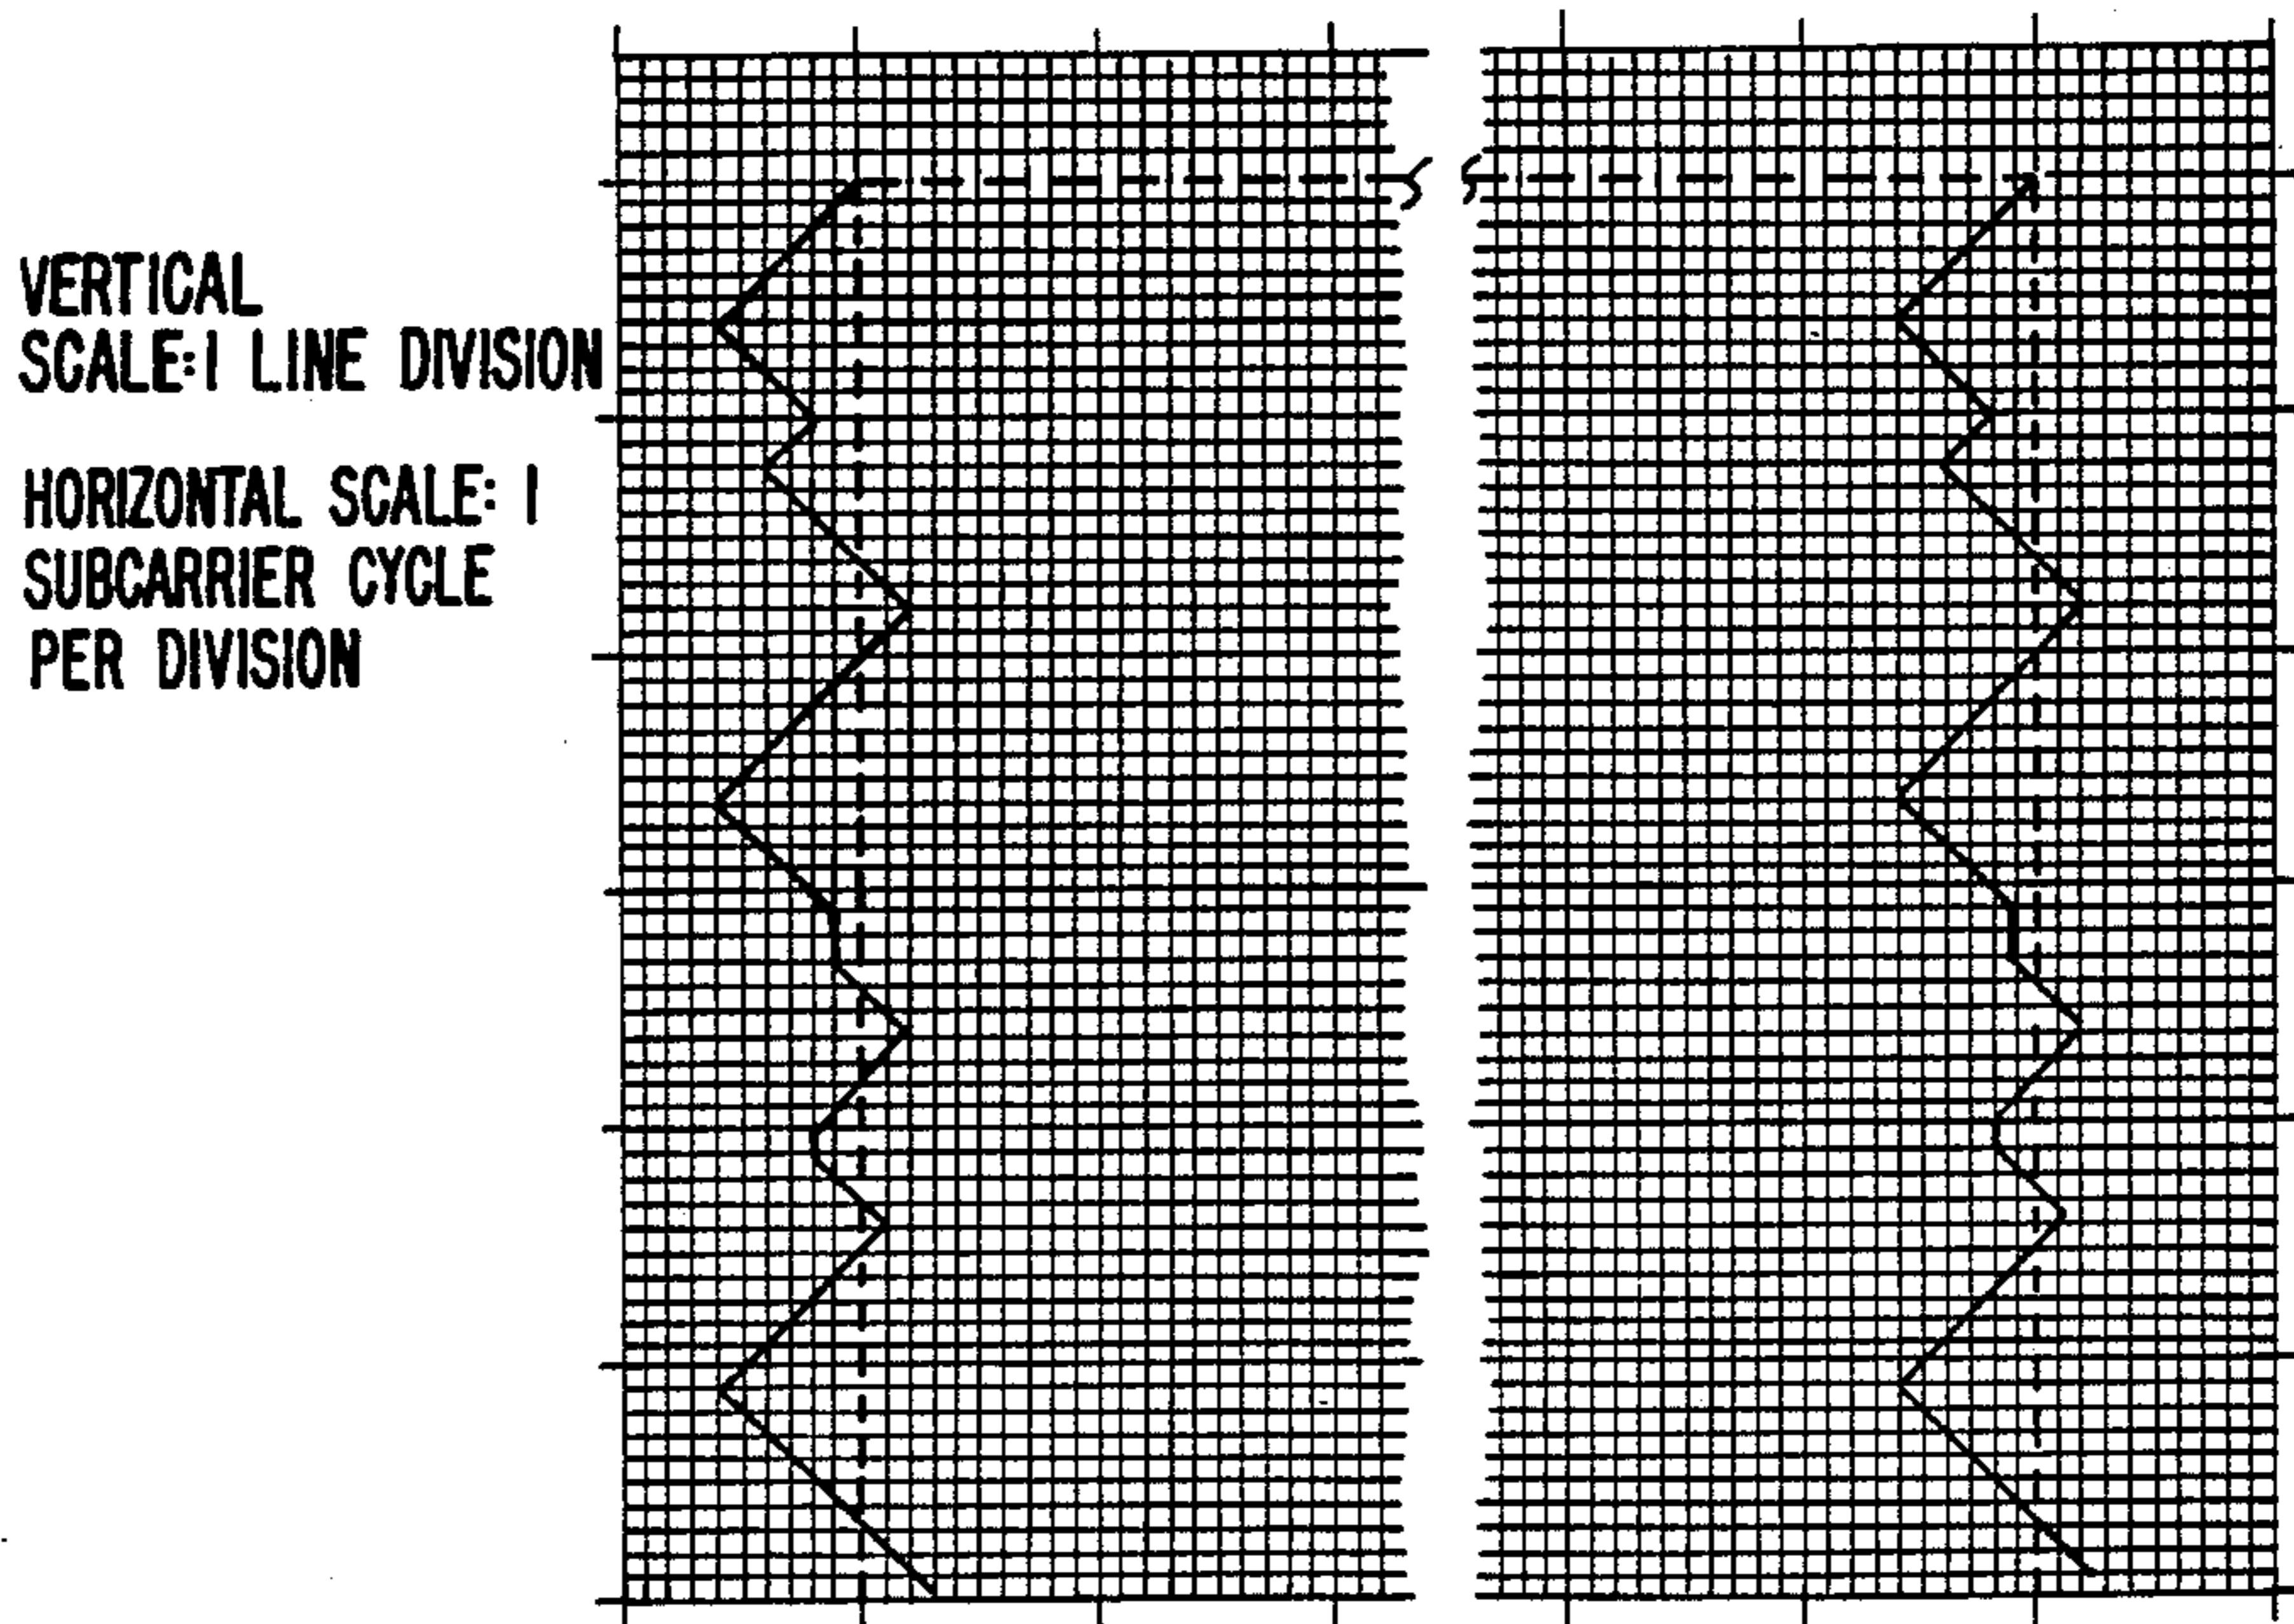 VERTICAL
SCALE: 1 LINE DIVISION
HORIZONTAL SCALE: 1
SUBCARRIER CYCLE
PER DIVISION